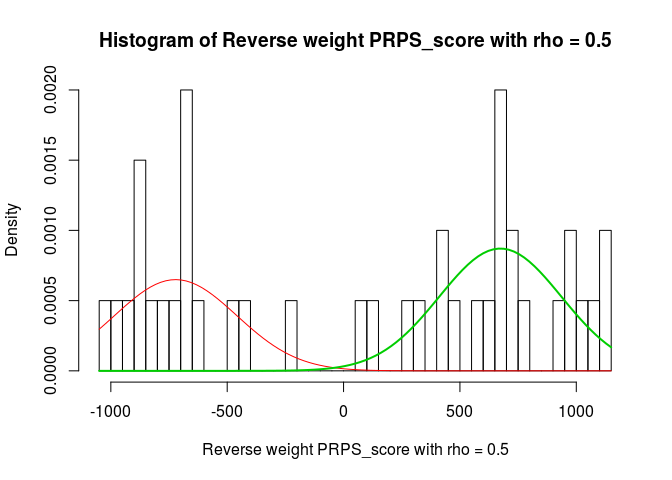 Histogram of Reverse weight PRPS_score with rho = 0.5
Density
0.0020
0.0015
0.0010
0.0005
0.0000
-1000 -500 0 500 1000
Reverse weight PRPS_score with rho = 0.5